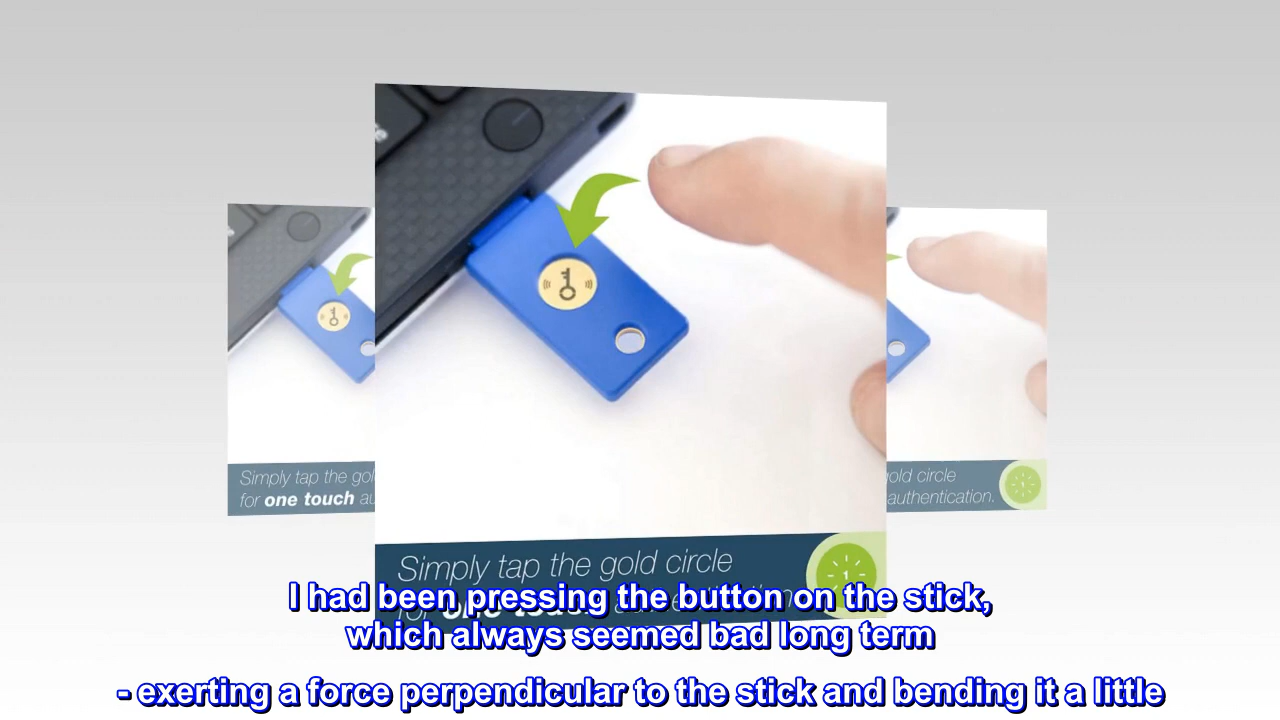 Simply tap the gold circle
Simply tap the gol
for one touch au
old circle
authentication.
I had been pressing the button on the stick,
which always seemed bad long term
- exerting a force perpendicular to the stick and bending it a little